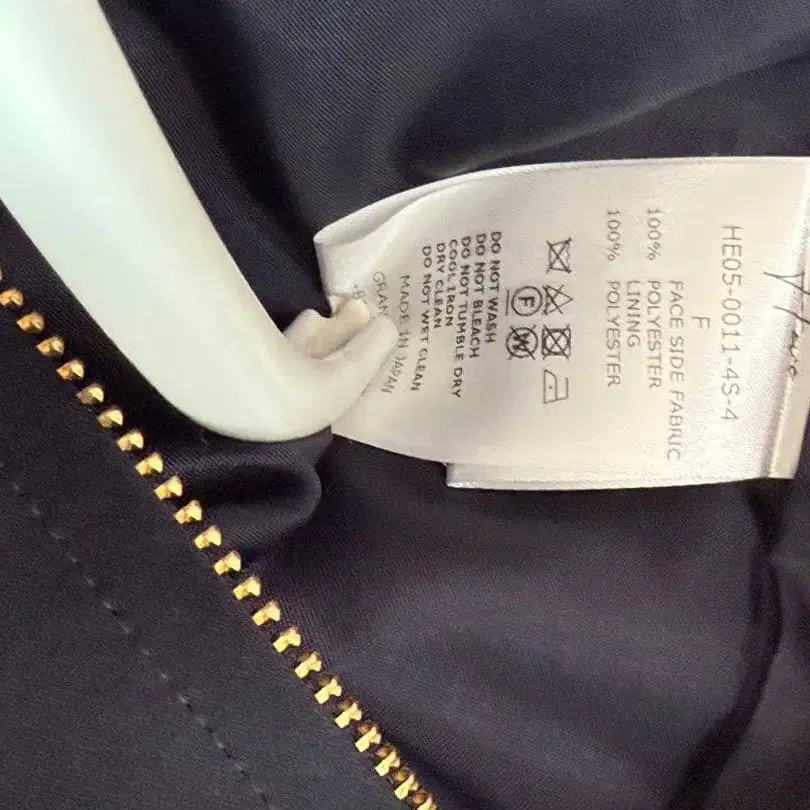 HE05-0011-4S-4
F
FACE SIDE FABRIC
100% POLYESTER
LINING
100% POLYESTER
F W
DO NOT WASH
DO NOT BLEACH
DO NOT TUMBLE DRY
COOL IRON
DRY CLEAN
DO NOT WET CLEAN
MADE IN JAPAN